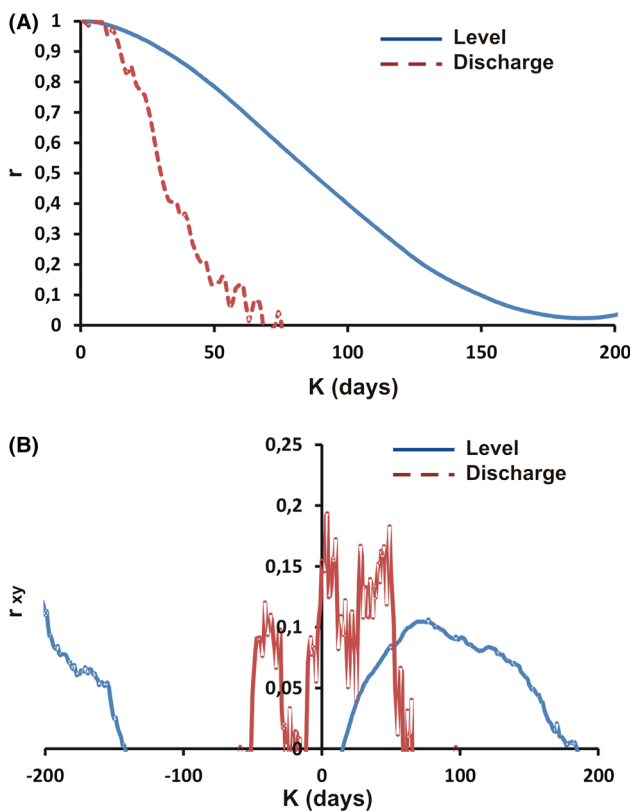 (A)
Level
Discharge
r
1
0,9
0,8
0,7
0,6
0,5
0,4
0,3
0,2
0,1
0
0 50 100 150 200
K (days)
(B)
Level
Discharge
r xy
0,25
0,2
0,15
0,1
0,05
0
-200 -100 0 100 200
K (days)